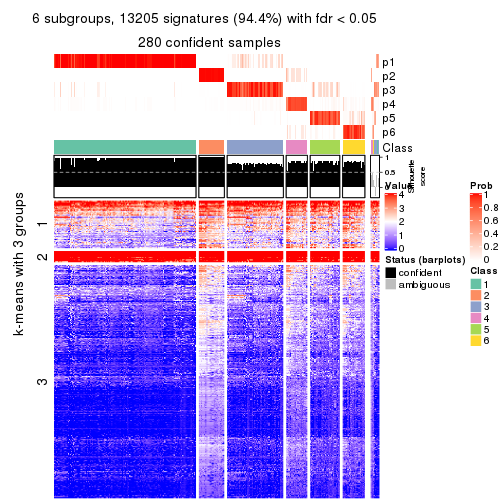 6 subgroups, 13205 signatures (94.4%) with fdr < 0.05
280 confident samples
p1
p2
p3
p4
p5
p6
Class
1
0.5
0
Silhouette
score
k-means with 3 groups
1
2
3
Value
4
3
2
1
0
Status (barplots)
confident
ambiguous
Prob
1
0.8
0.6
0.4
0.2
0
Class
1
2
3
4
5
6